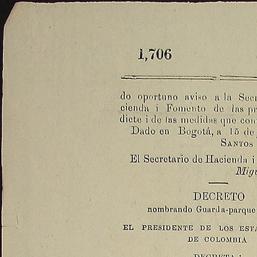 1,706
do oportuno aviso a la Secr
cienda i Fomento de las pr
dicte i de las medidas que con
Dado en Bogotá, a 15 de
Santos
El Secretario de Hacienda i
Migu
DECRETO
nombrando Guarda-parque
EL PRESIDENTE DE LOS ESTA
DE COLOMBIA